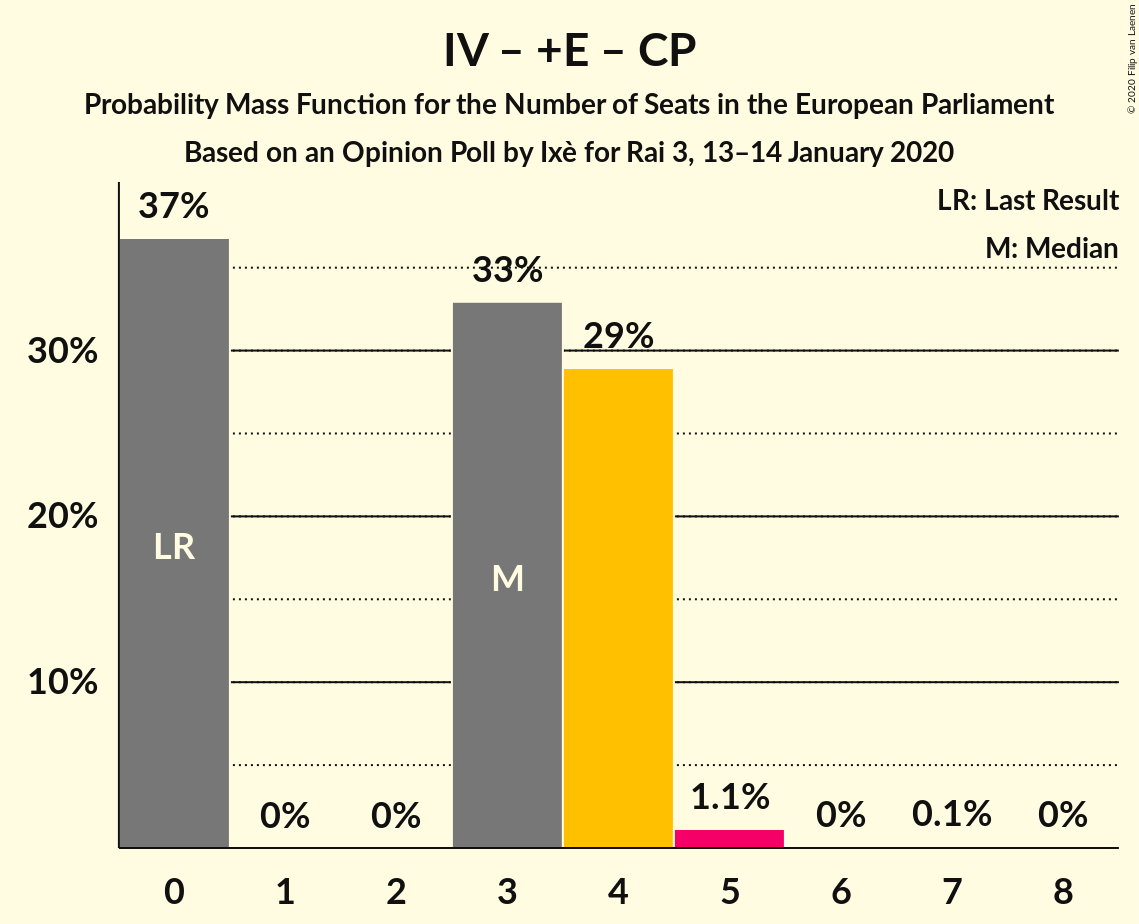 IV – +E – CP
Probability Mass Function for the Number of Seats in the European Parliament
Based on an Opinion Poll by Ixè for Rai 3, 13–14 January 2020
© 2020 Filip van Laenen
LR: Last Result
M: Median
37%
33%
29%
1.1%
0%
0%
0%
0.1%
0%
LR
M
30%
20%
10%
0 1 2 3 4 5 6 7 8